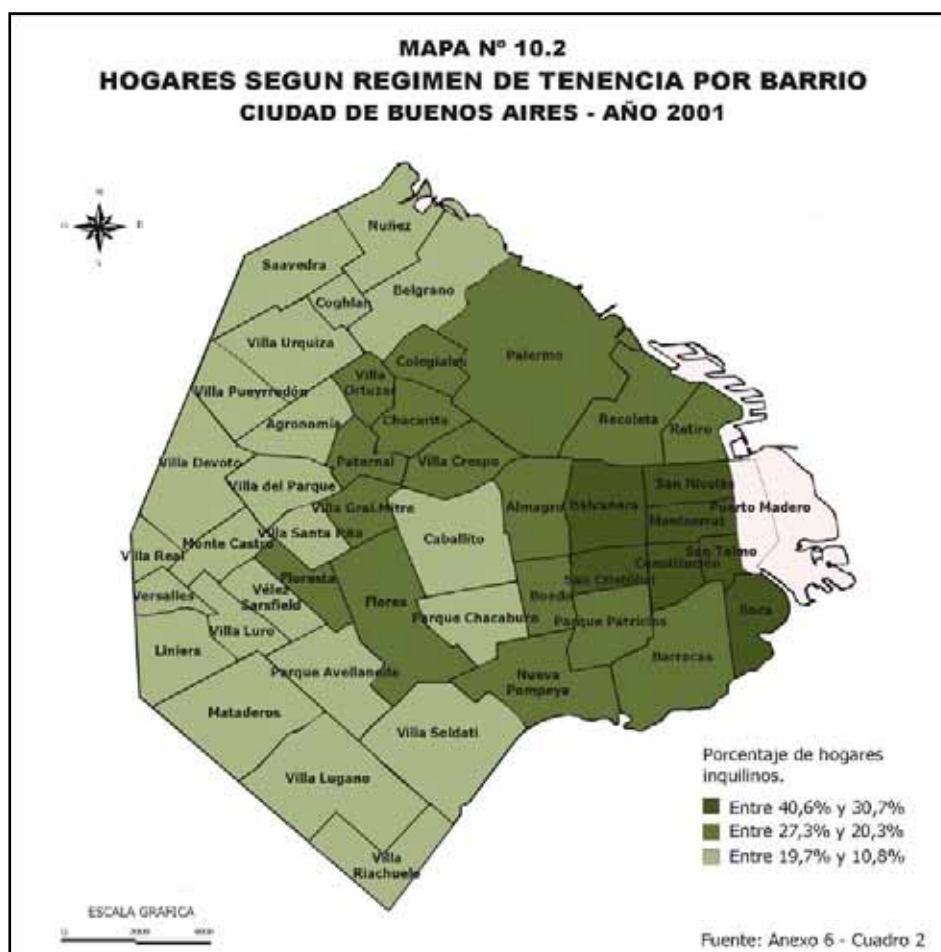 MAPA Nº 10.2
HOGARES SEGUN REGIMEN DE TENENCIA POR BARRIO
CIUDAD DE BUENOS AIRES - AÑO 2001
N
O
E
S
Nuñez
Saavedra
Coghlan
Belgrano
Villa Urquiza
Palermo
Colegiales
Villa
Ortuzar
Villa Pueyrredón
Agronomía
Chacarita
Recoleta
Retiro
Villa Devoto
Paternal
Villa Crespo
Villa del Parque
San Nicolás
Villa Gral.Mitre
Almagro
Balvanera
Puerto Madero
Montserrat
Villa Santa Rita
Caballito
Monte Castro
San Telmo
Villa Real
Constitución
Floresta
San Cristóbal
Versalles
Vélez
Sarsfield
Flores
Boedo
Boca
Parque Chacabuco
Parque Patricios
Villa Luro
Liniers
Barracas
Parque Avellaneda
Nueva
Pompeya
Mataderos
Villa Soldati
Villa Lugano
Villa
Riachuelo
Porcentaje de hogares
inquilinos.
Entre 40,6% y 30,7%
Entre 27,3% y 20,3%
Entre 19,7% y 10,8%
ESCALA GRAFICA
0 2000 4000
Fuente: Anexo 6 - Cuadro 2